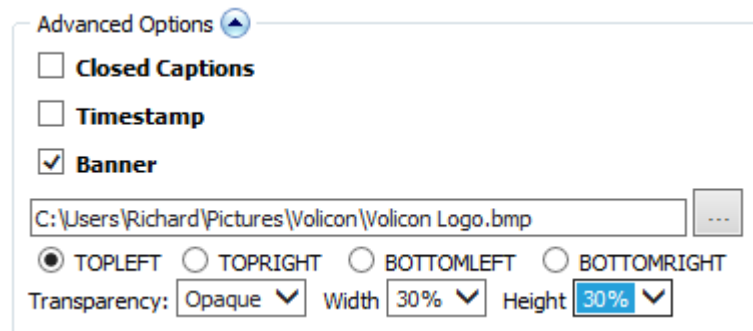 Advanced Options
Closed Captions
Timestamp
Banner
C:\Users\Richard\Pictures\Volicon\Volicon Logo.bmp ...
TOPLEFT TOPRIGHT BOTTOMLEFT BOTTOMRIGHT
Transparency: Opaque Width 30% Height 30%